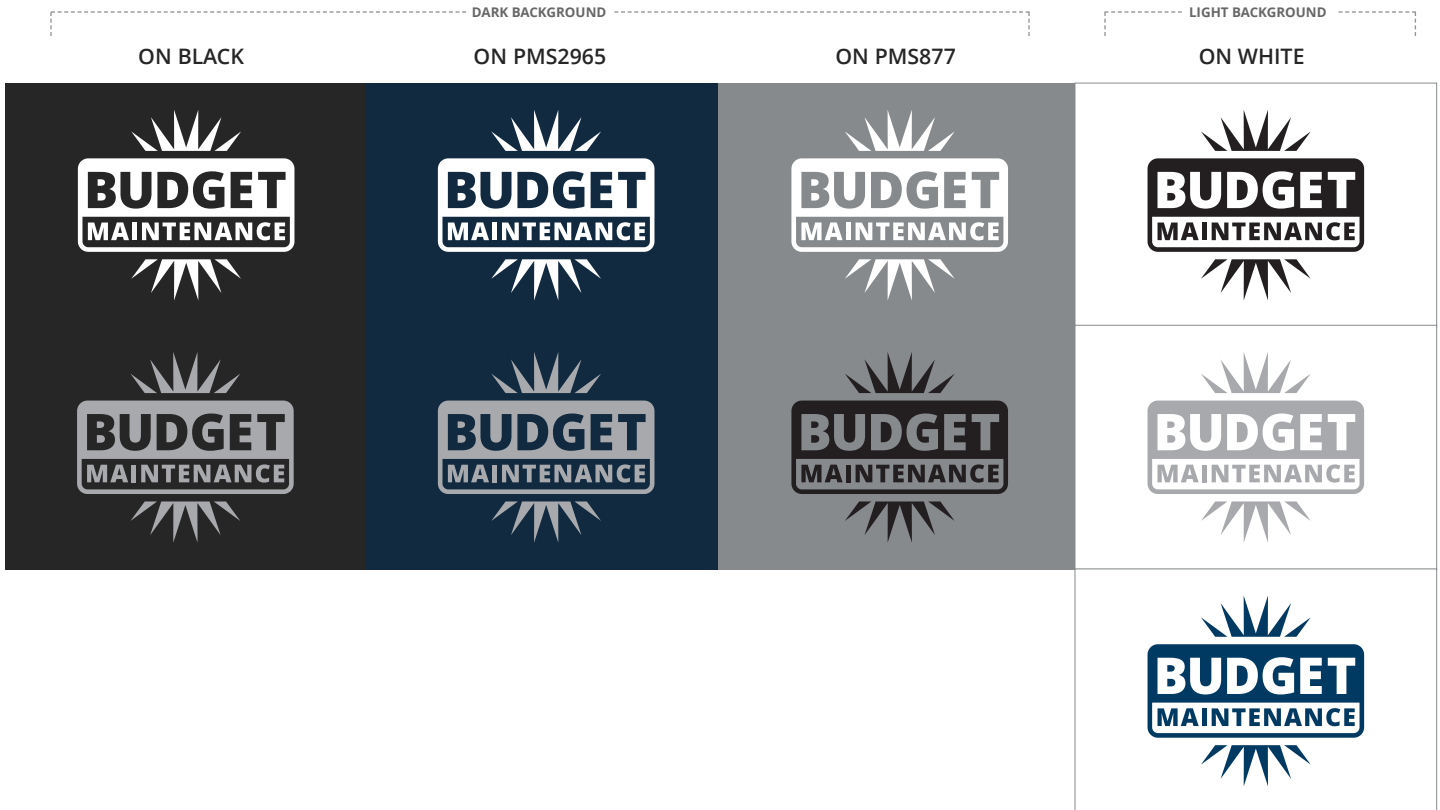 DARK BACKGROUND
LIGHT BACKGROUND
ON BLACK
ON PMS2965
ON PMS877
ON WHITE
BUDGET
MAINTENANCE
BUDGET
MAINTENANCE
BUDGET
MAINTENANCE
BUDGET
MAINTENANCE
BUDGET
MAINTENANCE
BUDGET
MAINTENANCE
BUDGET
MAINTENANCE
BUDGET
MAINTENANCE
BUDGET
MAINTENANCE